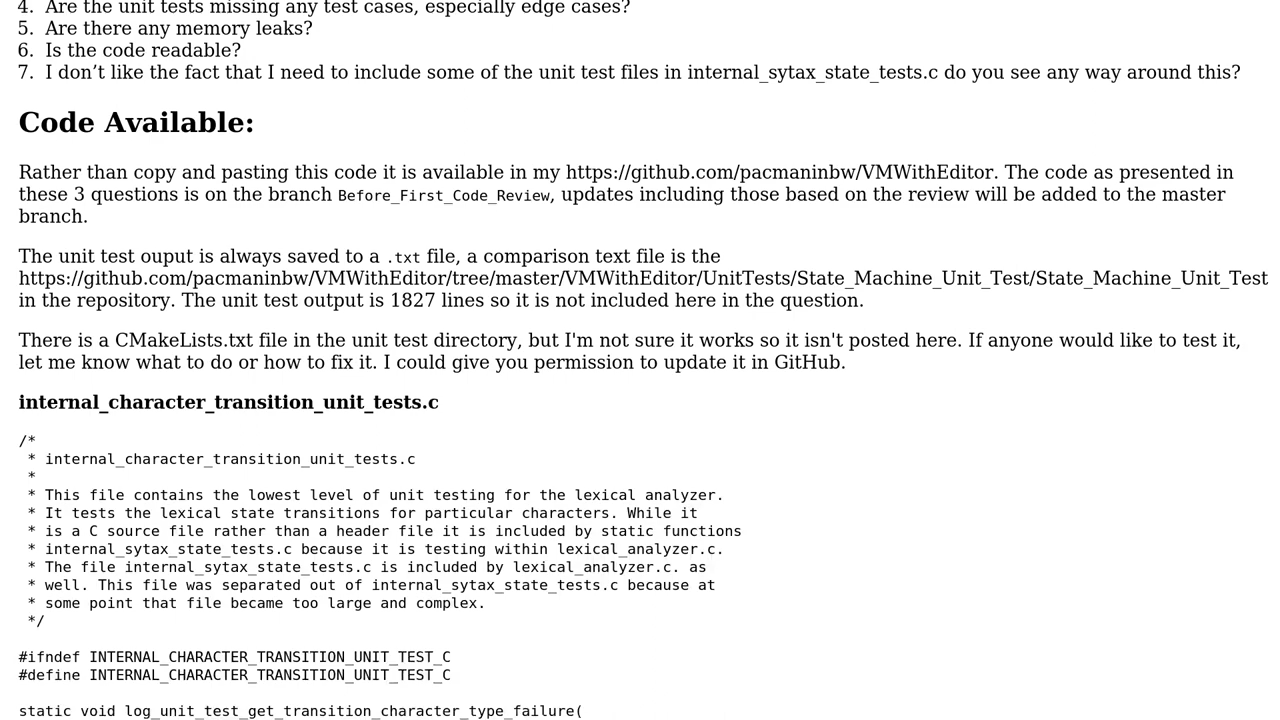 4. Are the unit tests missing any test cases, especially edge cases?
5. Are there any memory leaks?
6. Is the code readable?
7. I don’t like the fact that I need to include some of the unit test files in internal_sytax_state_tests.c do you see any way around this?
Code Available:
Rather than copy and pasting this code it is available in my https://github.com/pacmaninbw/VMWithEditor. The code as presented in
these 3 questions is on the branch Before_First_Code_Review, updates including those based on the review will be added to the master
branch.
The unit test ouput is always saved to a .txt file, a comparison text file is the
https://github.com/pacmaninbw/VMWithEditor/tree/master/VMWithEditor/UnitTests/State_Machine_Unit_Test/State_Machine_Unit_Test
in the repository. The unit test output is 1827 lines so it is not included here in the question.
There is a CMakeLists.txt file in the unit test directory, but I'm not sure it works so it isn't posted here. If anyone would like to test it,
let me know what to do or how to fix it. I could give you permission to update it in GitHub.
internal_character_transition_unit_tests.c
/*
 * internal_character_transition_unit_tests.c
 *
 * This file contains the lowest level of unit testing for the lexical analyzer.
 * It tests the lexical state transitions for particular characters. While it
 * is a C source file rather than a header file it is included by static functions
 * internal_sytax_state_tests.c because it is testing within lexical_analyzer.c.
 * The file internal_sytax_state_tests.c is included by lexical_analyzer.c. as
 * well. This file was separated out of internal_sytax_state_tests.c because at
 * some point that file became too large and complex.
 */
#ifndef INTERNAL_CHARACTER_TRANSITION_UNIT_TEST_C
#define INTERNAL_CHARACTER_TRANSITION_UNIT_TEST_C
static void log_unit_test_get_transition_character_type_failure(